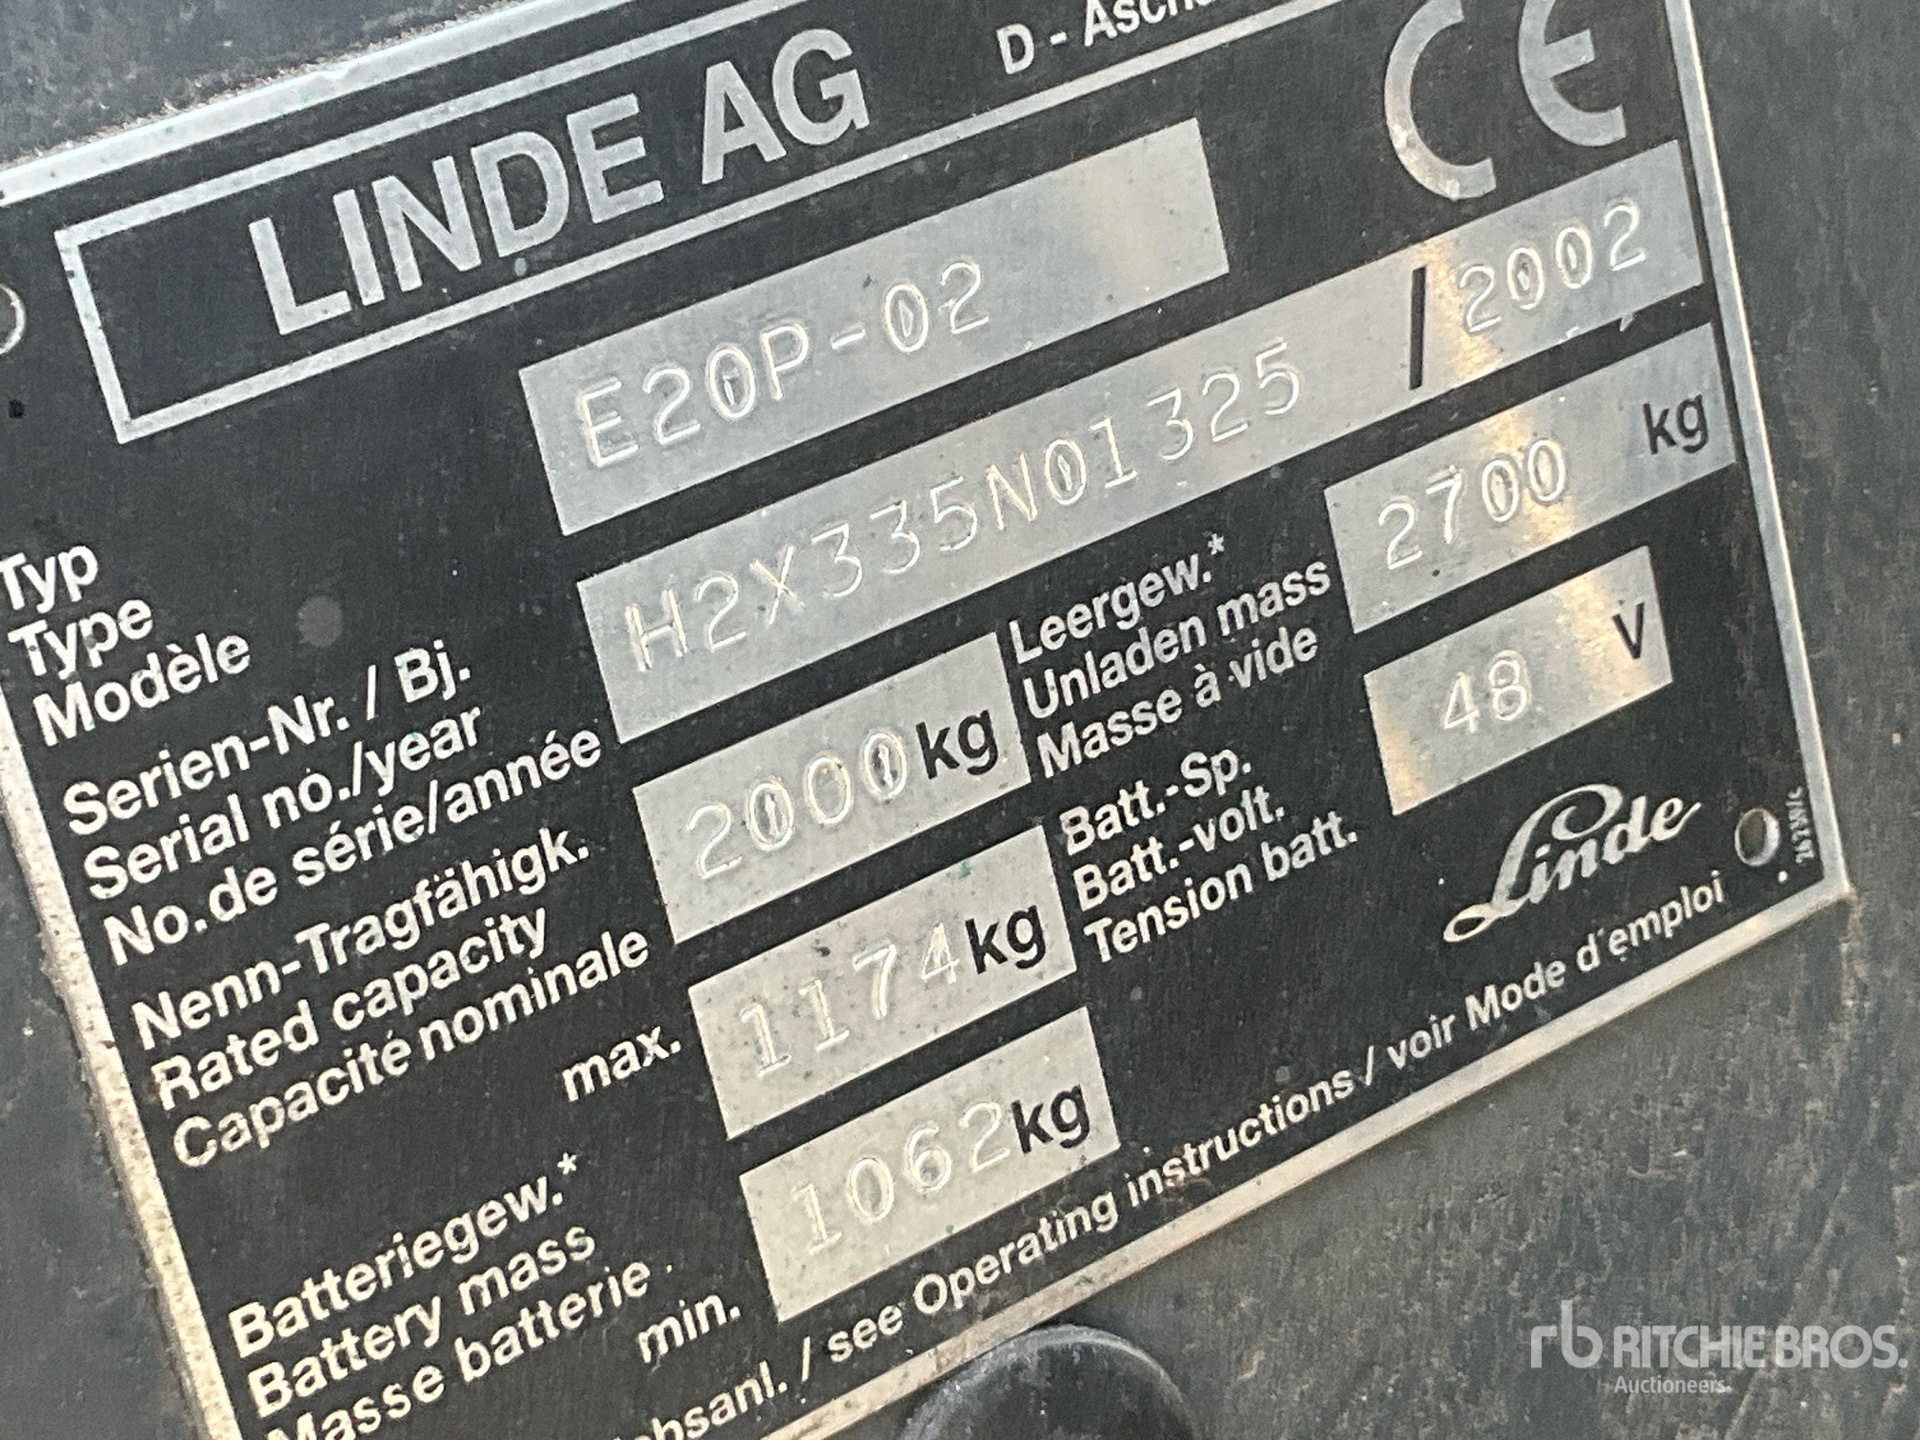 LINDE AG
D -
CE
Typ
Type
Modèle
E20P-02
Serien-Nr. / Bj.
Serial no./year
No.de série/année
H2X335N01325 / 2002
Nenn-Tragfähigk.
Rated capacity
Capacité nominale
2000 kg
Leergew.*
Unladen mass
Masse à vide
2700 kg
Batteriegew.*
Battery mass
Masse batterie
max.
1174 kg
min.
1062 kg
Batt.-Sp.
Batt.-volt.
Tension batt.
48 V
Linde
/ see Operating instructions / voir Mode d'emploi
rb RITCHIE BROS.
Auctioneers